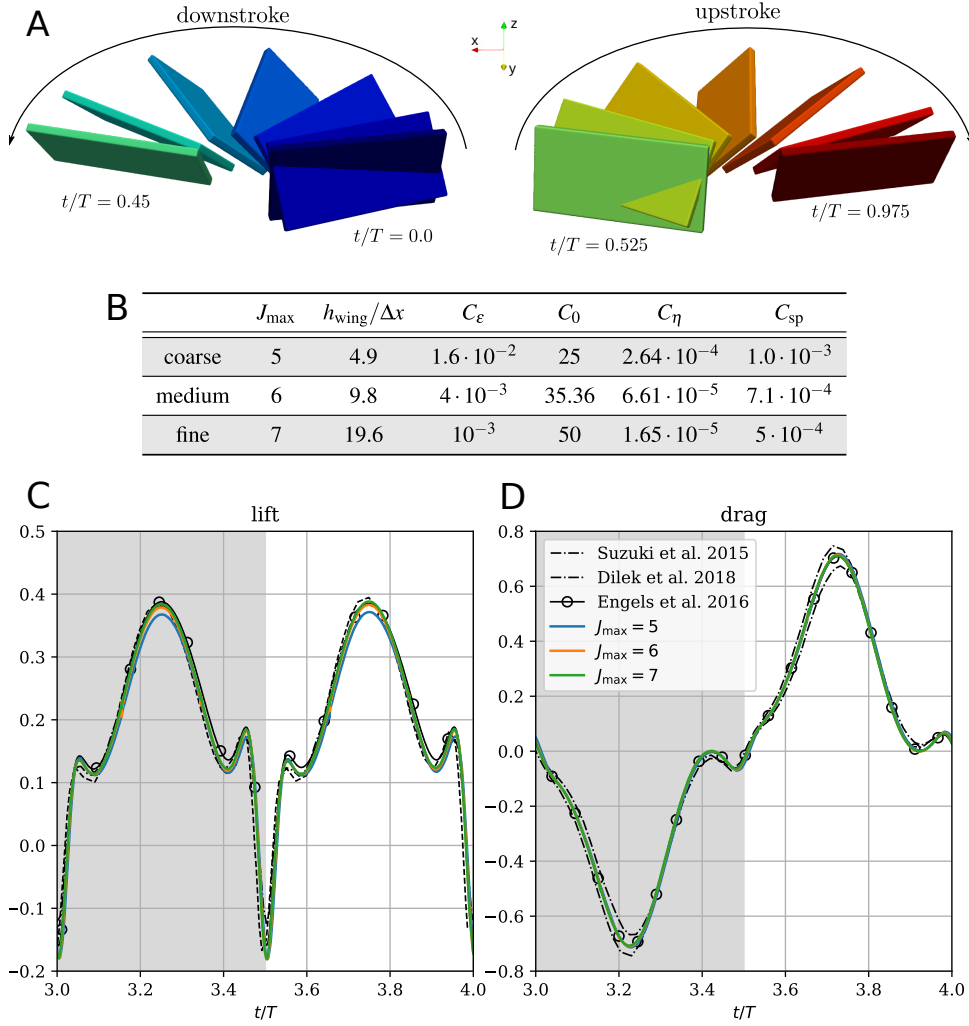 A
downstroke
upstroke
z
x
y
t/T = 0.45
t/T = 0.0
t/T = 0.525
t/T = 0.975
B
J_max h_wing/Δx C_ε C_0 C_η C_sp
coarse 5 4.9 1.6 · 10⁻² 25 2.64 · 10⁻⁴ 1.0 · 10⁻³
medium 6 9.8 4 · 10⁻³ 35.36 6.61 · 10⁻⁵ 7.1 · 10⁻⁴
fine 7 19.6 10⁻³ 50 1.65 · 10⁻⁵ 5 · 10⁻⁴
C
lift
0.5
0.4
0.3
0.2
0.1
0.0
−0.1
−0.2
3.0 3.2 3.4 3.6 3.8 4.0
t/T
D
drag
0.8
0.6
0.4
0.2
0.0
−0.2
−0.4
−0.6
−0.8
Suzuki et al. 2015
Dilek et al. 2018
Engels et al. 2016
J_max = 5
J_max = 6
J_max = 7
3.0 3.2 3.4 3.6 3.8 4.0
t/T